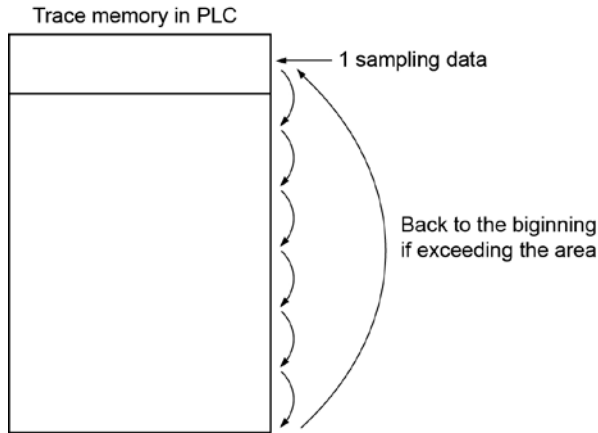 Trace memory in PLC
1 sampling data
Back to the biginning
if exceeding the area